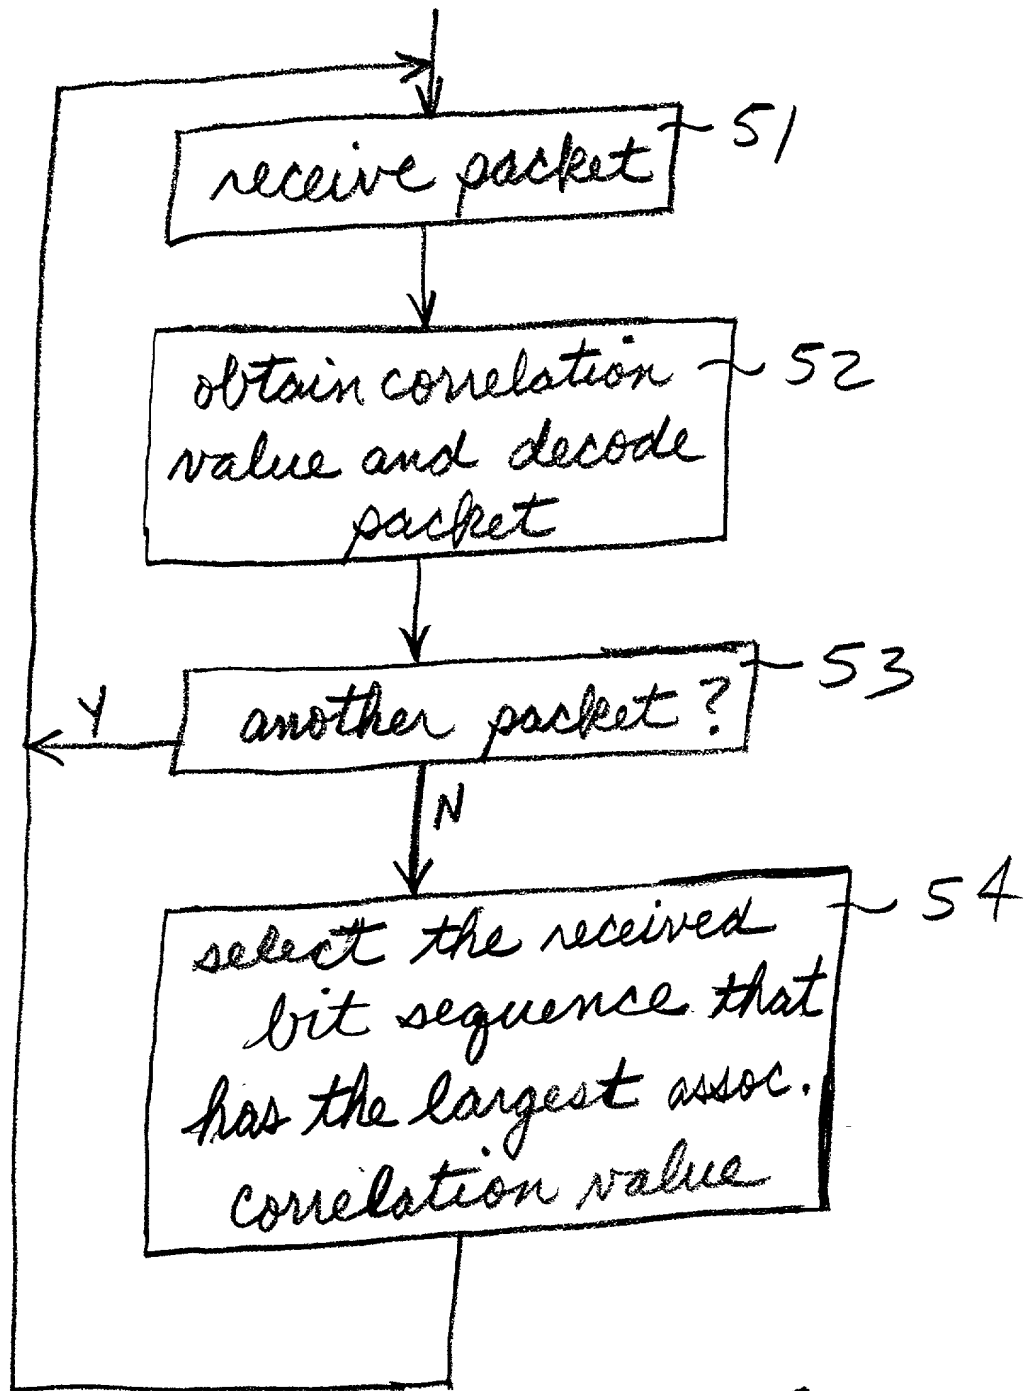 receive packet 51
obtain correlation 52
value and decode
packet
another packet? 53
Y
N
select the received 54
bit sequence that
has the largest assoc.
correlation value